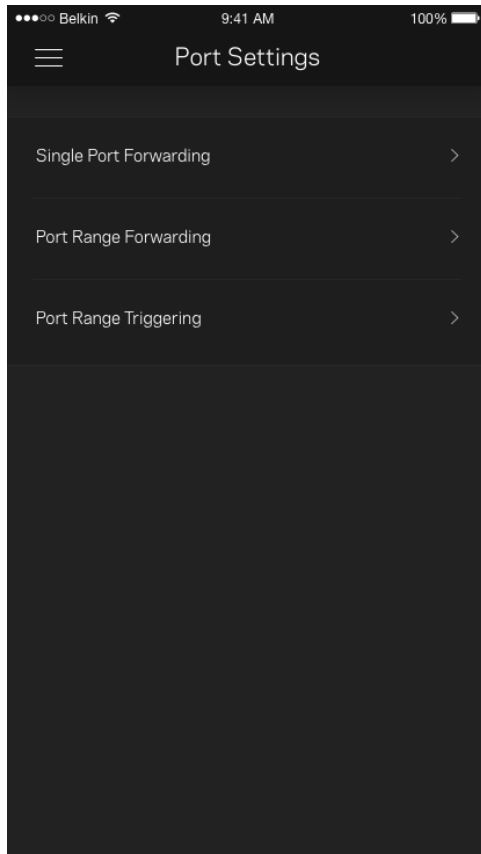 Belkin 9:41 AM 100%
Port Settings
Single Port Forwarding
Port Range Forwarding
Port Range Triggering